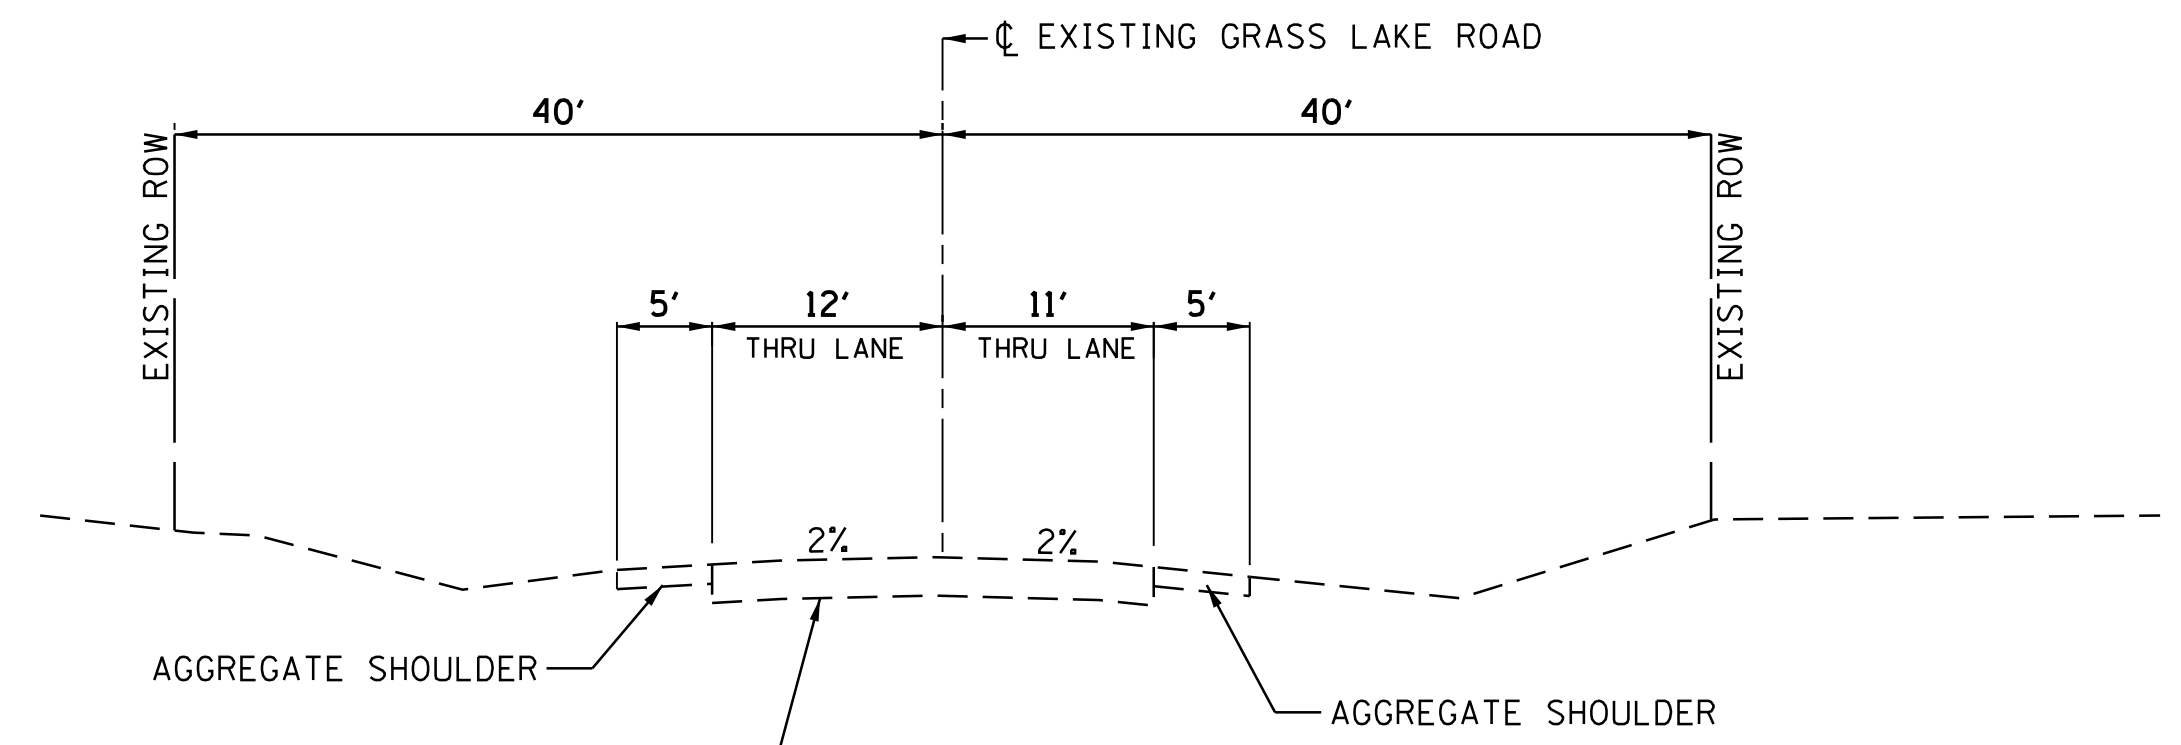 ℄ EXISTING GRASS LAKE ROAD
40' 40'
EXISTING ROW
EXISTING ROW
5' 12' 11' 5'
THRU LANE THRU LANE
2% 2%
AGGREGATE SHOULDER
AGGREGATE SHOULDER